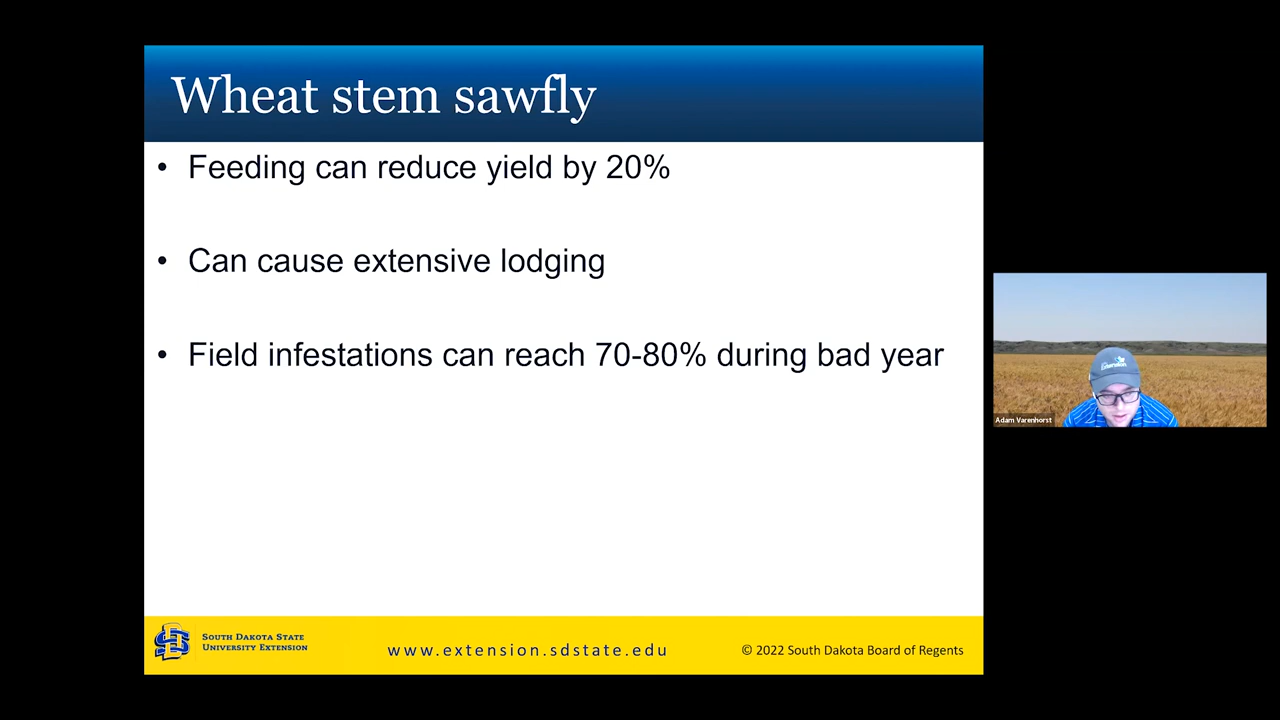 Wheat stem sawfly
• Feeding can reduce yield by 20%
• Can cause extensive lodging
• Field infestations can reach 70-80% during bad year
Extension
Adam Varenhorst
SOUTH DAKOTA STATE
UNIVERSITY EXTENSION
www.extension.sdstate.edu
© 2022 South Dakota Board of Regents